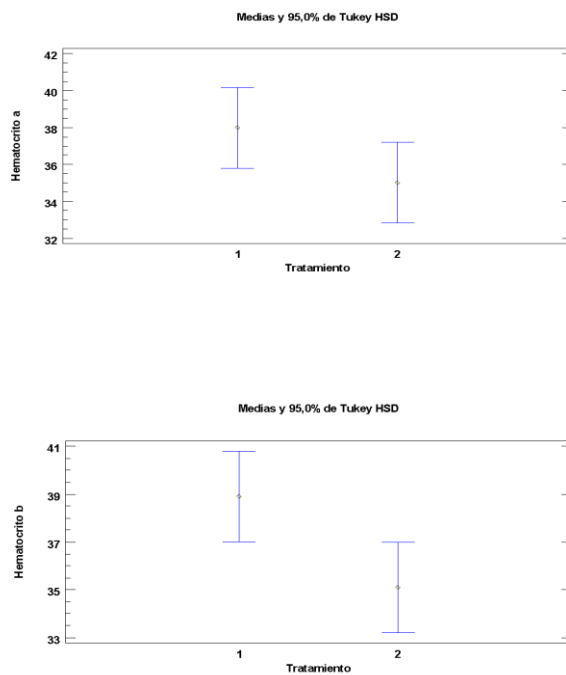 Medias y 95,0% de Tukey HSD
42
40
38
36
34
32
Hematocrito a
1 2
Tratamiento
Medias y 95,0% de Tukey HSD
41
39
37
35
33
Hematocrito b
1 2
Tratamiento